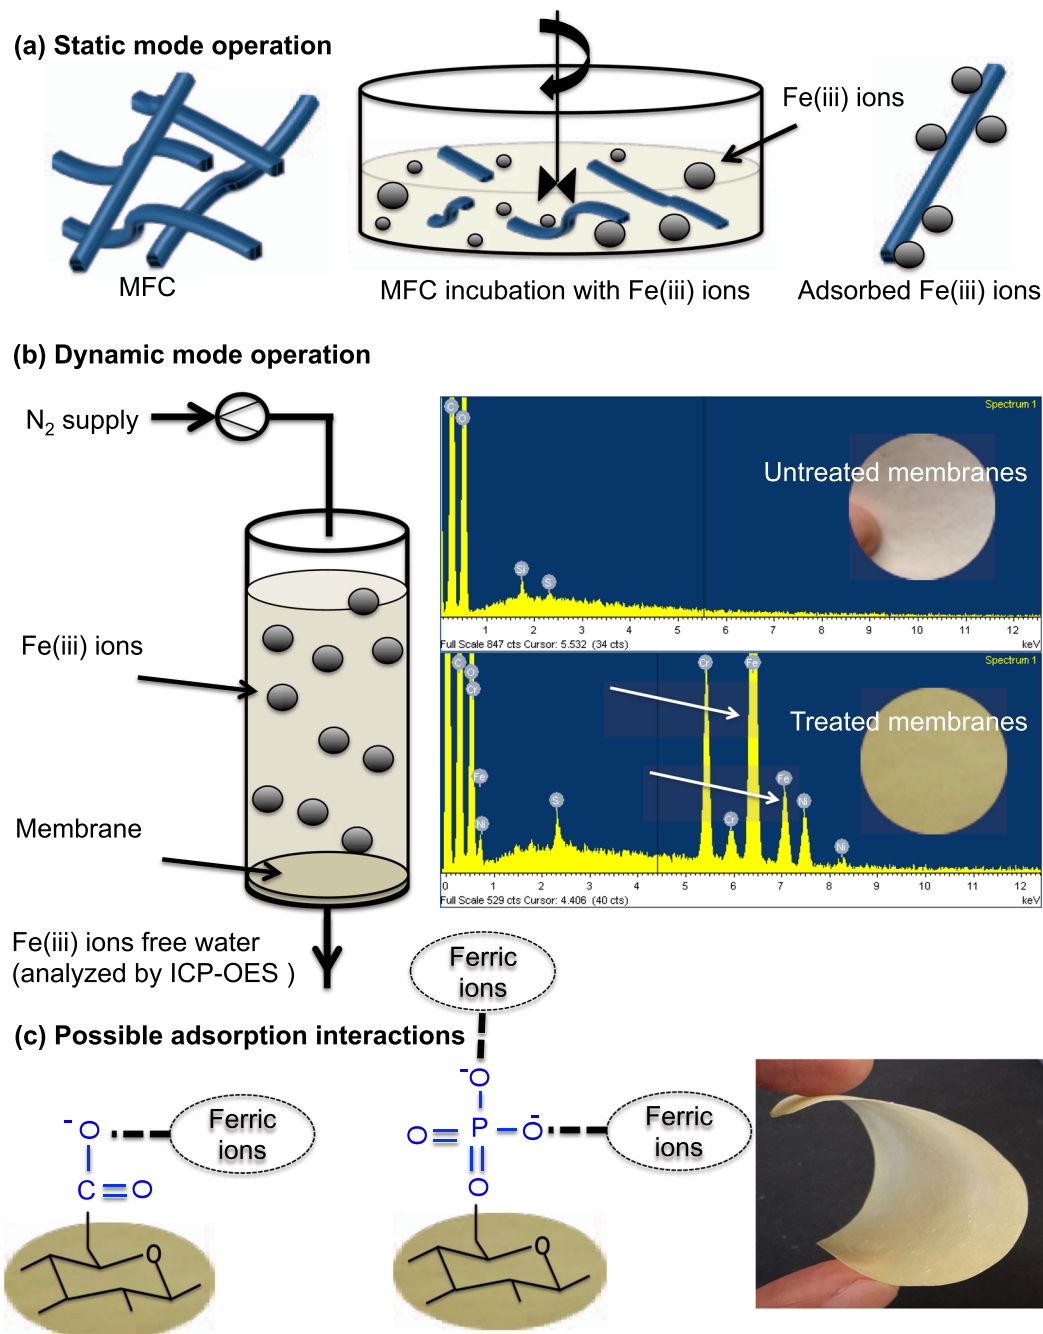 (a) Static mode operation
Fe(iii) ions
MFC
MFC incubation with Fe(iii) ions
Adsorbed Fe(iii) ions
(b) Dynamic mode operation
N2 supply
Fe(iii) ions
Membrane
Fe(iii) ions free water
(analyzed by ICP-OES )
Spectrum 1
C
O
Untreated membranes
Si
S
1 2 3 4 5 6 7 8 9 10 11 12
Full Scale 847 cts Cursor: 5.532 (34 cts)
keV
Spectrum 1
C
O
Cr
Cr
Fe
Treated membranes
Fe
Fe
S
Ni
Ni
Cr
Ni
0 1 2 3 4 5 6 7 8 9 10 11 12
Full Scale 529 cts Cursor: 4.406 (40 cts)
keV
(c) Possible adsorption interactions
Ferric
ions
-O
C
O
O
Ferric
ions
-O
O
P
O-
O
O
Ferric
ions